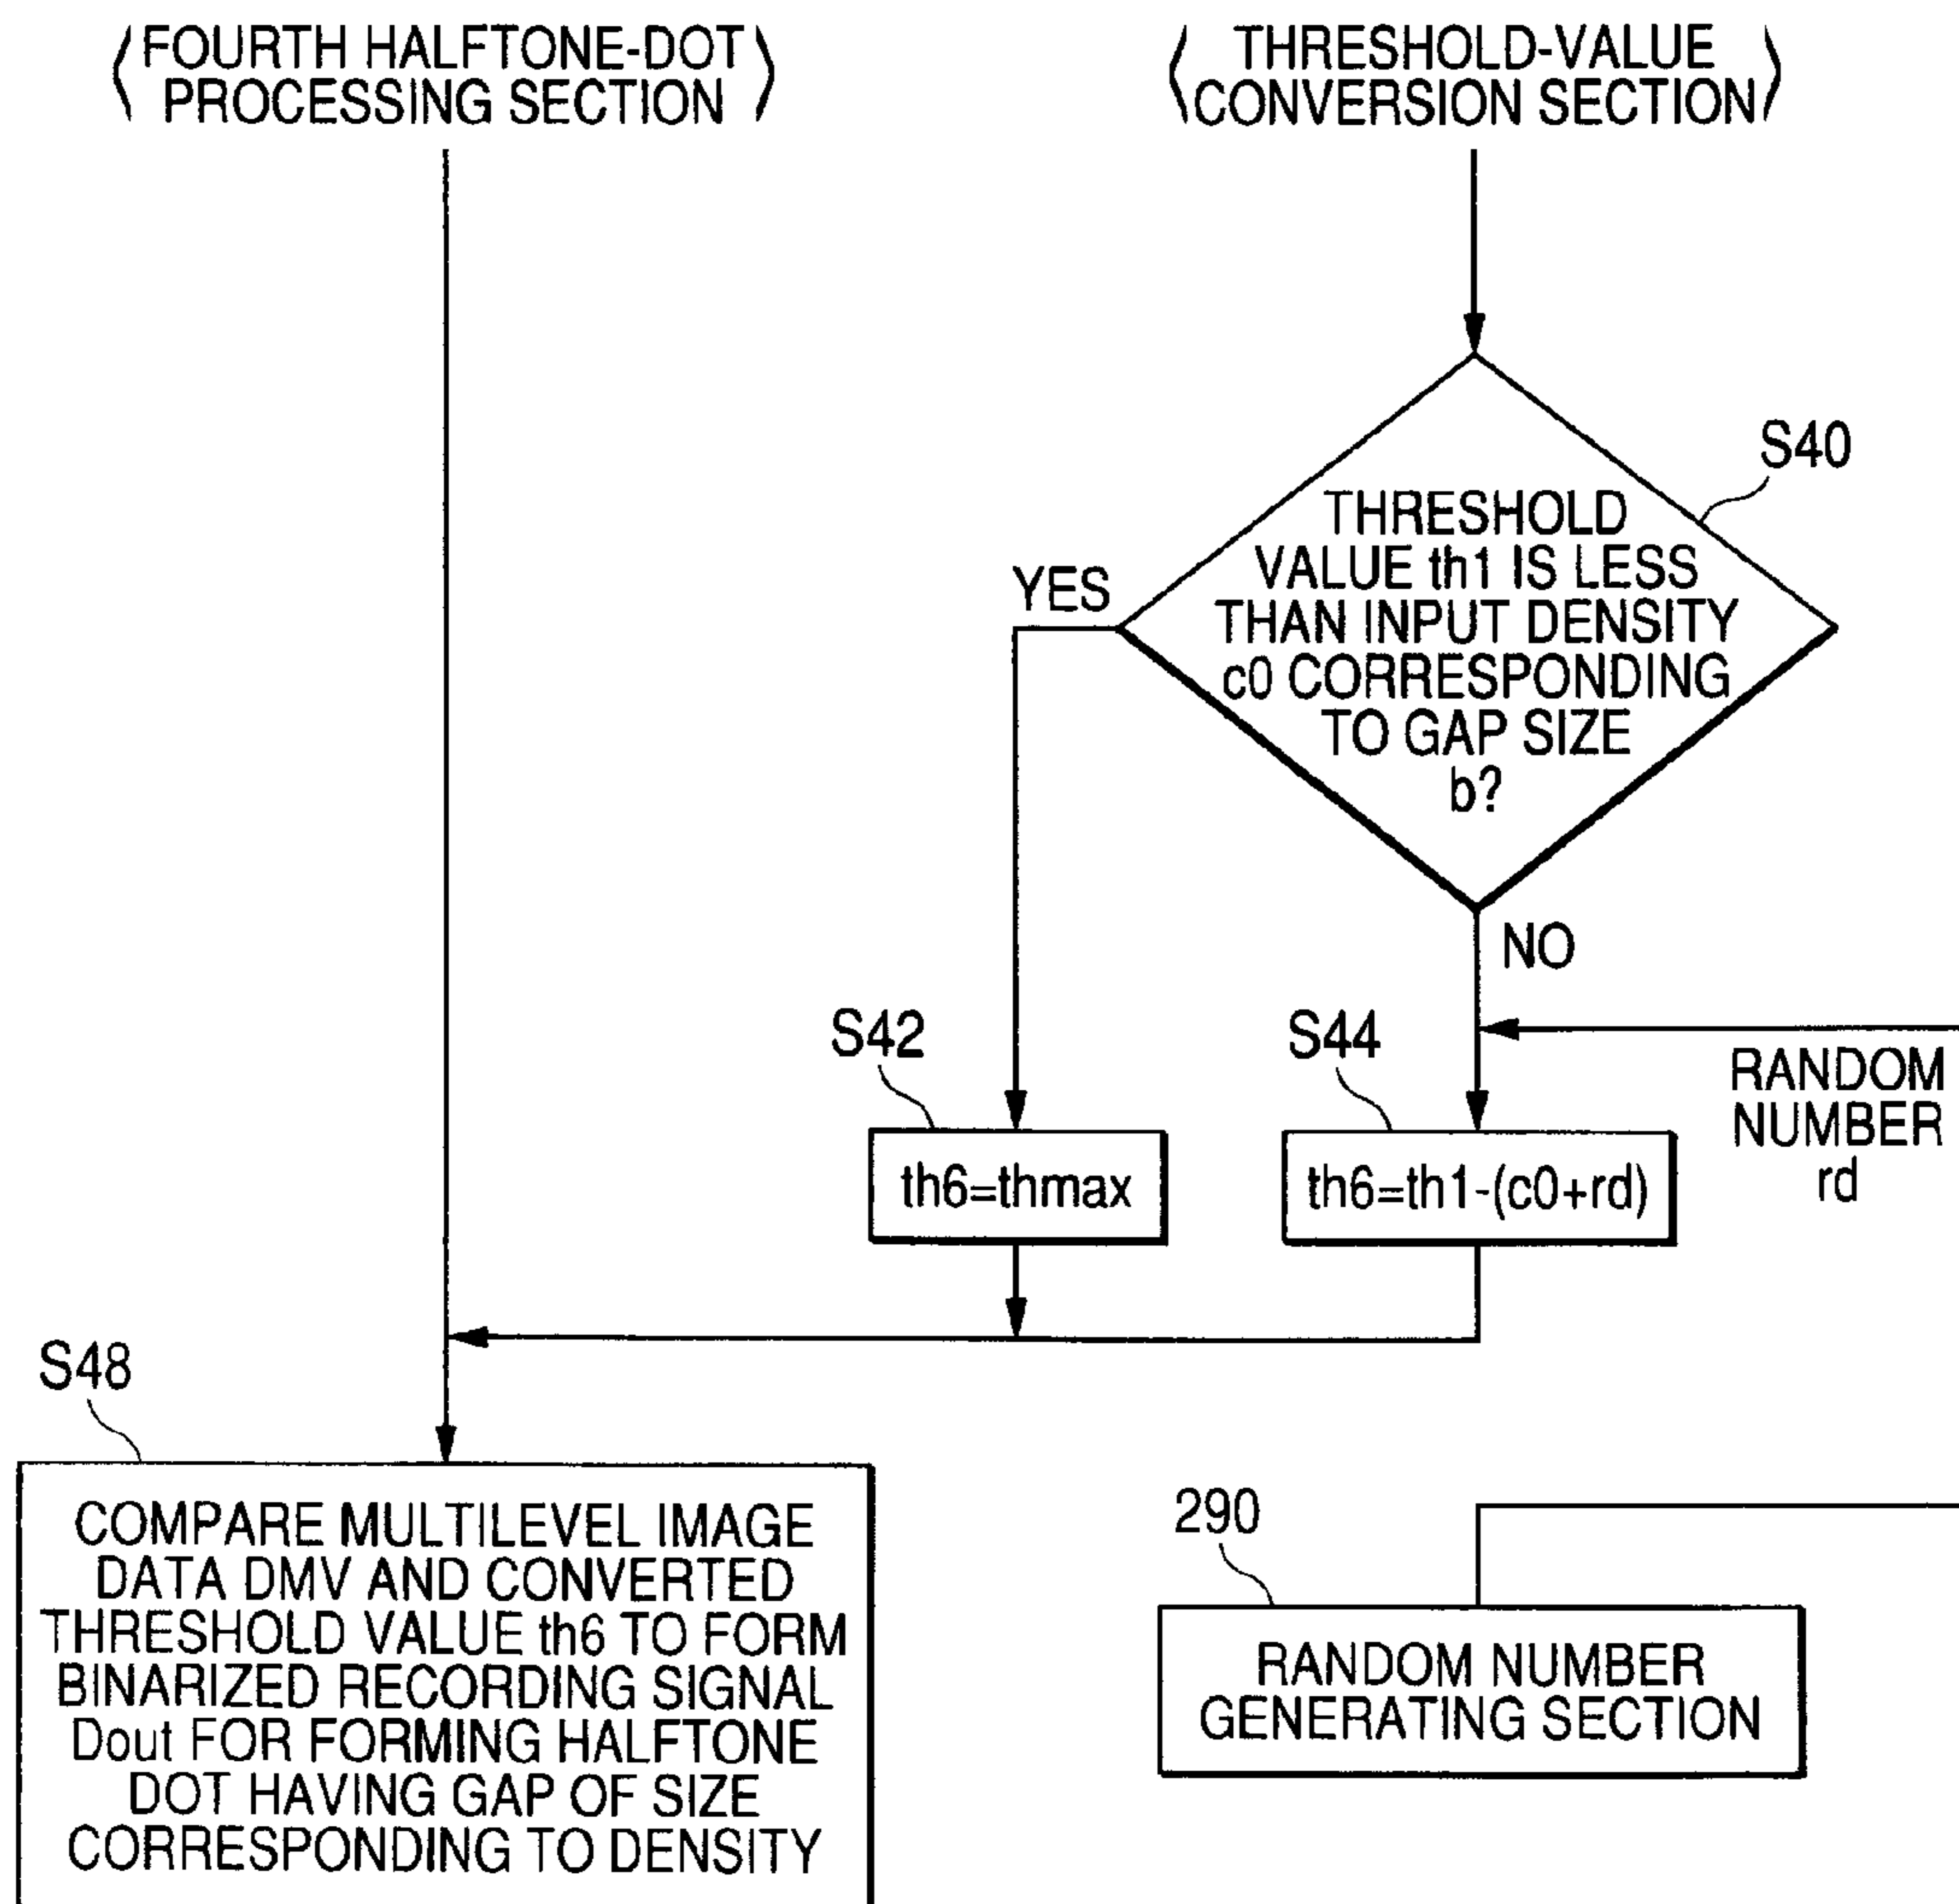 FOURTH HALFTONE-DOT
PROCESSING SECTION
THRESHOLD-VALUE
CONVERSION SECTION
S40
THRESHOLD
VALUE th1 IS LESS
THAN INPUT DENSITY
c0 CORRESPONDING
TO GAP SIZE
b?
YES
NO
S42
S44
RANDOM
NUMBER
rd
th6=thmax
th6=th1-(c0+rd)
S48
COMPARE MULTILEVEL IMAGE
DATA DMV AND CONVERTED
THRESHOLD VALUE th6 TO FORM
BINARIZED RECORDING SIGNAL
Dout FOR FORMING HALFTONE
DOT HAVING GAP OF SIZE
CORRESPONDING TO DENSITY
290
RANDOM NUMBER
GENERATING SECTION